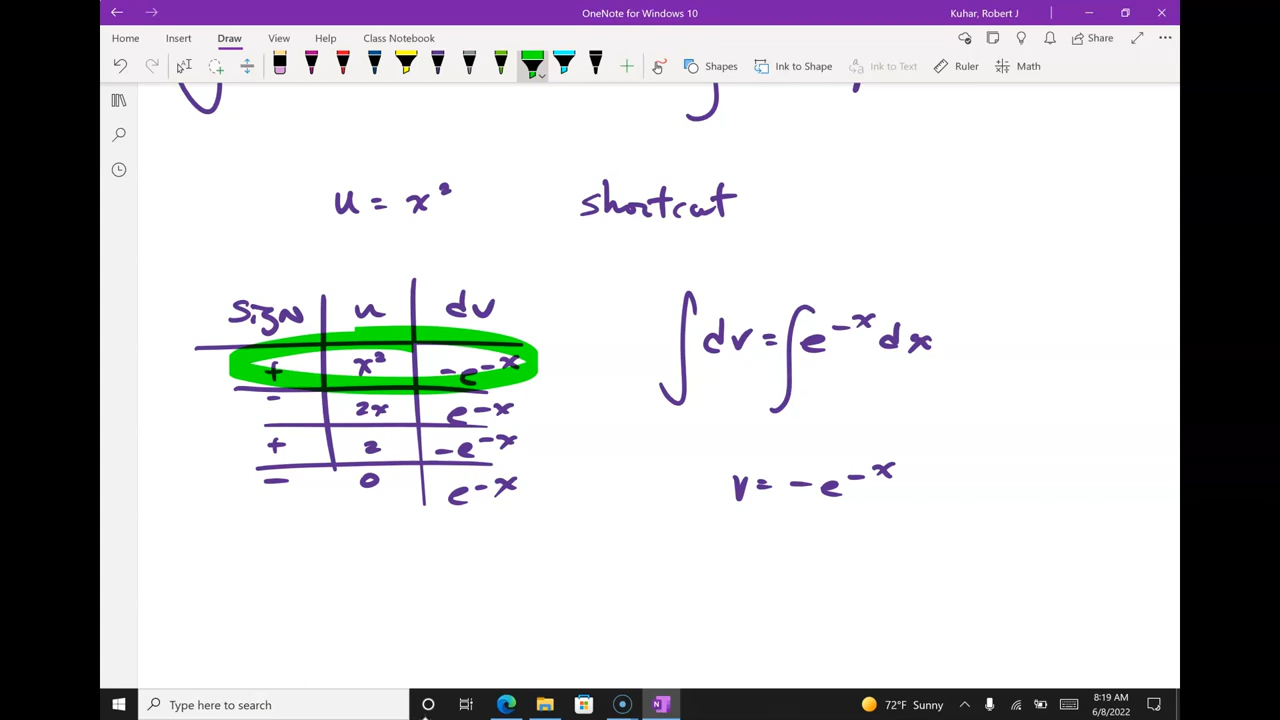 OneNote for Windows 10
Kuhar, Robert J
Home Insert Draw View Help Class Notebook
Share
Shapes Ink to Shape Ink to Text Ruler Math
u = x² shortcut
sign u dv
+ x² -e^-x
- 2x e^-x
+ 2 -e^-x
- 0 e^-x
∫ dv = ∫ e^-x dx
v = -e^-x
Type here to search
72°F Sunny
8:19 AM
6/8/2022